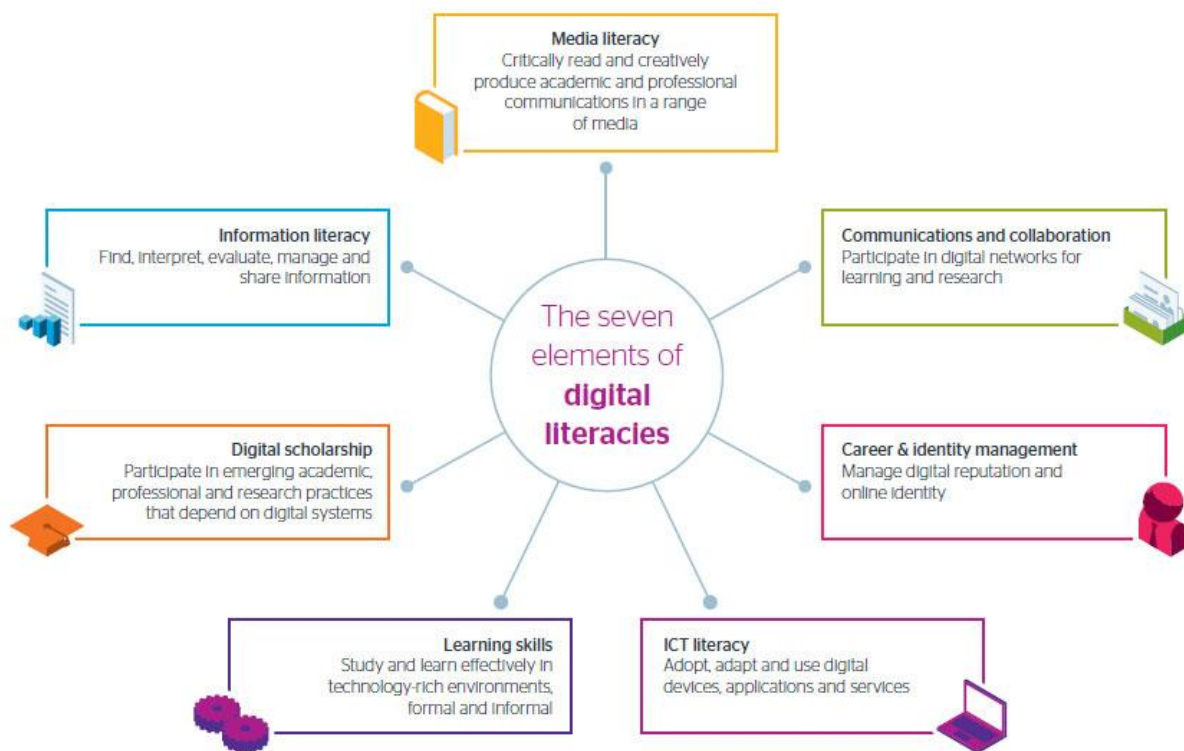 Media literacy
Critically read and creatively
produce academic and professional
communications in a range
of media
Information literacy
Find, interpret, evaluate, manage and
share information
Communications and collaboration
Participate in digital networks for
learning and research
The seven
elements of
digital
literacies
Digital scholarship
Participate in emerging academic,
professional and research practices
that depend on digital systems
Career & identity management
Manage digital reputation and
online identity
Learning skills
Study and learn effectively in
technology-rich environments,
formal and informal
ICT literacy
Adopt, adapt and use digital
devices, applications and services